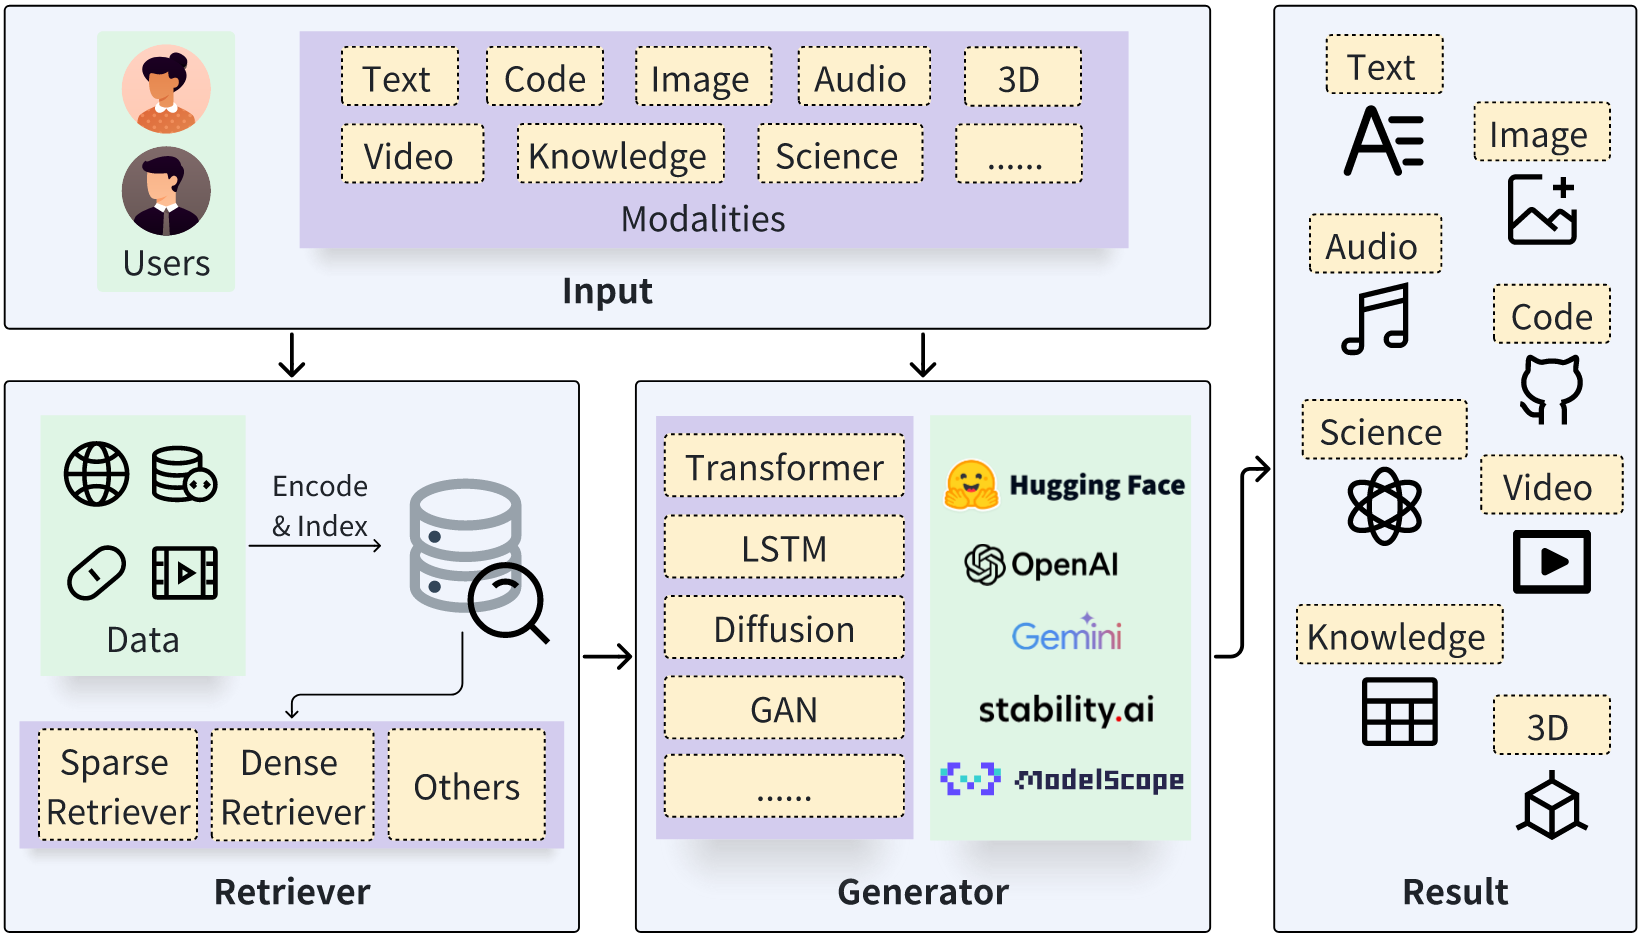 Users
Text
Code
Image
Audio
3D
Video
Knowledge
Science
......
Modalities
Input
Data
Encode
& Index
Sparse
Retriever
Dense
Retriever
Others
Retriever
Transformer
LSTM
Diffusion
GAN
......
Hugging Face
OpenAI
Gemini
stability.ai
ModelScope
Generator
Text
Image
Audio
Code
Science
Video
Knowledge
3D
Result